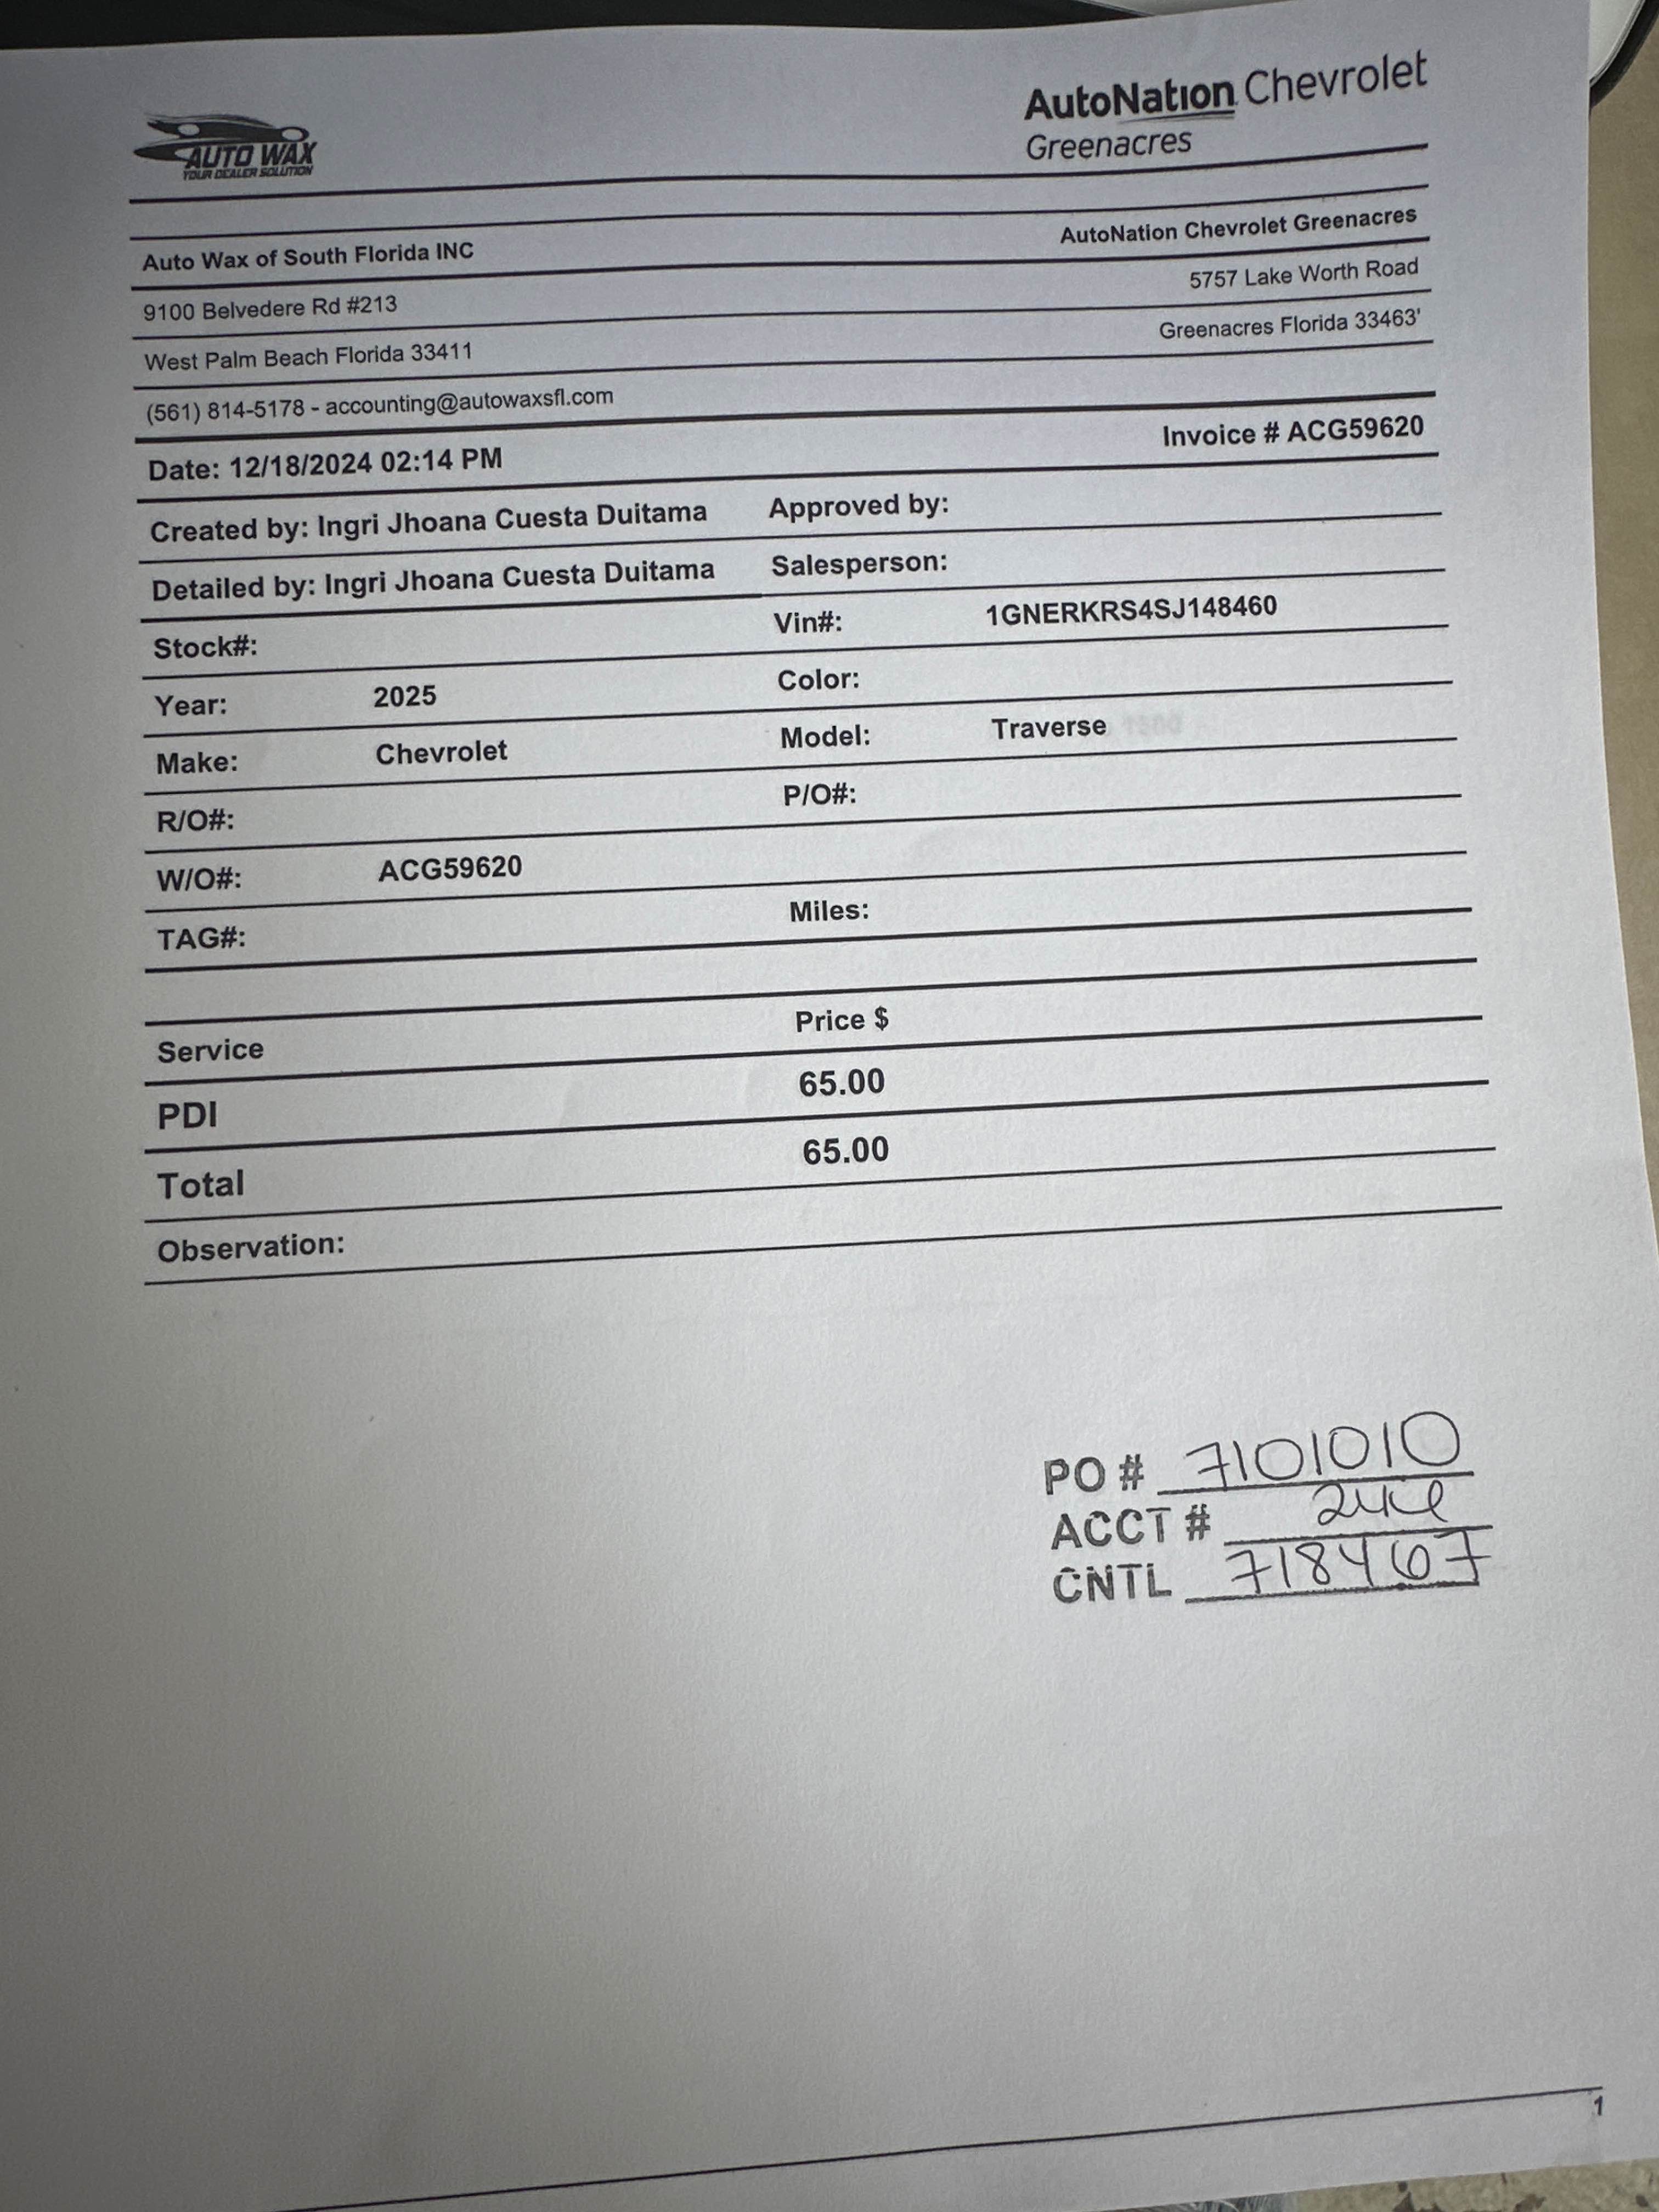 AUTO WAX
YOUR DEALER SOLUTION
AutoNation Chevrolet
Greenacres
Auto Wax of South Florida INC
AutoNation Chevrolet Greenacres
9100 Belvedere Rd #213
5757 Lake Worth Road
West Palm Beach Florida 33411
Greenacres Florida 33463'
(561) 814-5178 - accounting@autowaxsfl.com
Date: 12/18/2024 02:14 PM
Invoice # ACG59620
Created by: Ingri Jhoana Cuesta Duitama Approved by:
Detailed by: Ingri Jhoana Cuesta Duitama Salesperson:
Stock#: Vin#: 1GNERKRS4SJ148460
Year: 2025 Color:
Make: Chevrolet Model: Traverse
R/O#: P/O#:
W/O#: ACG59620
TAG#: Miles:
Service Price $
PDI 65.00
Total 65.00
Observation:
PO # 7101010
ACCT #
CNTL 718467
1